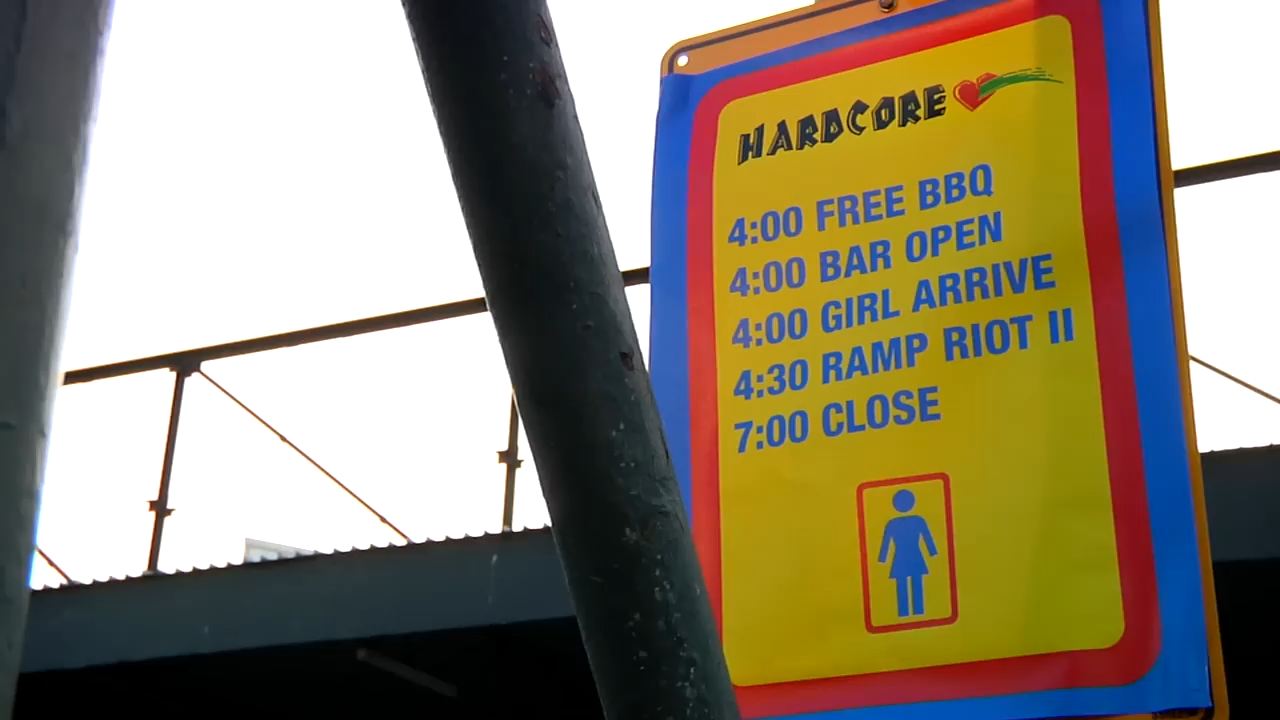 HARDCORE
4:00 FREE BBQ
4:00 BAR OPEN
4:00 GIRL ARRIVE
4:30 RAMP RIOT II
7:00 CLOSE